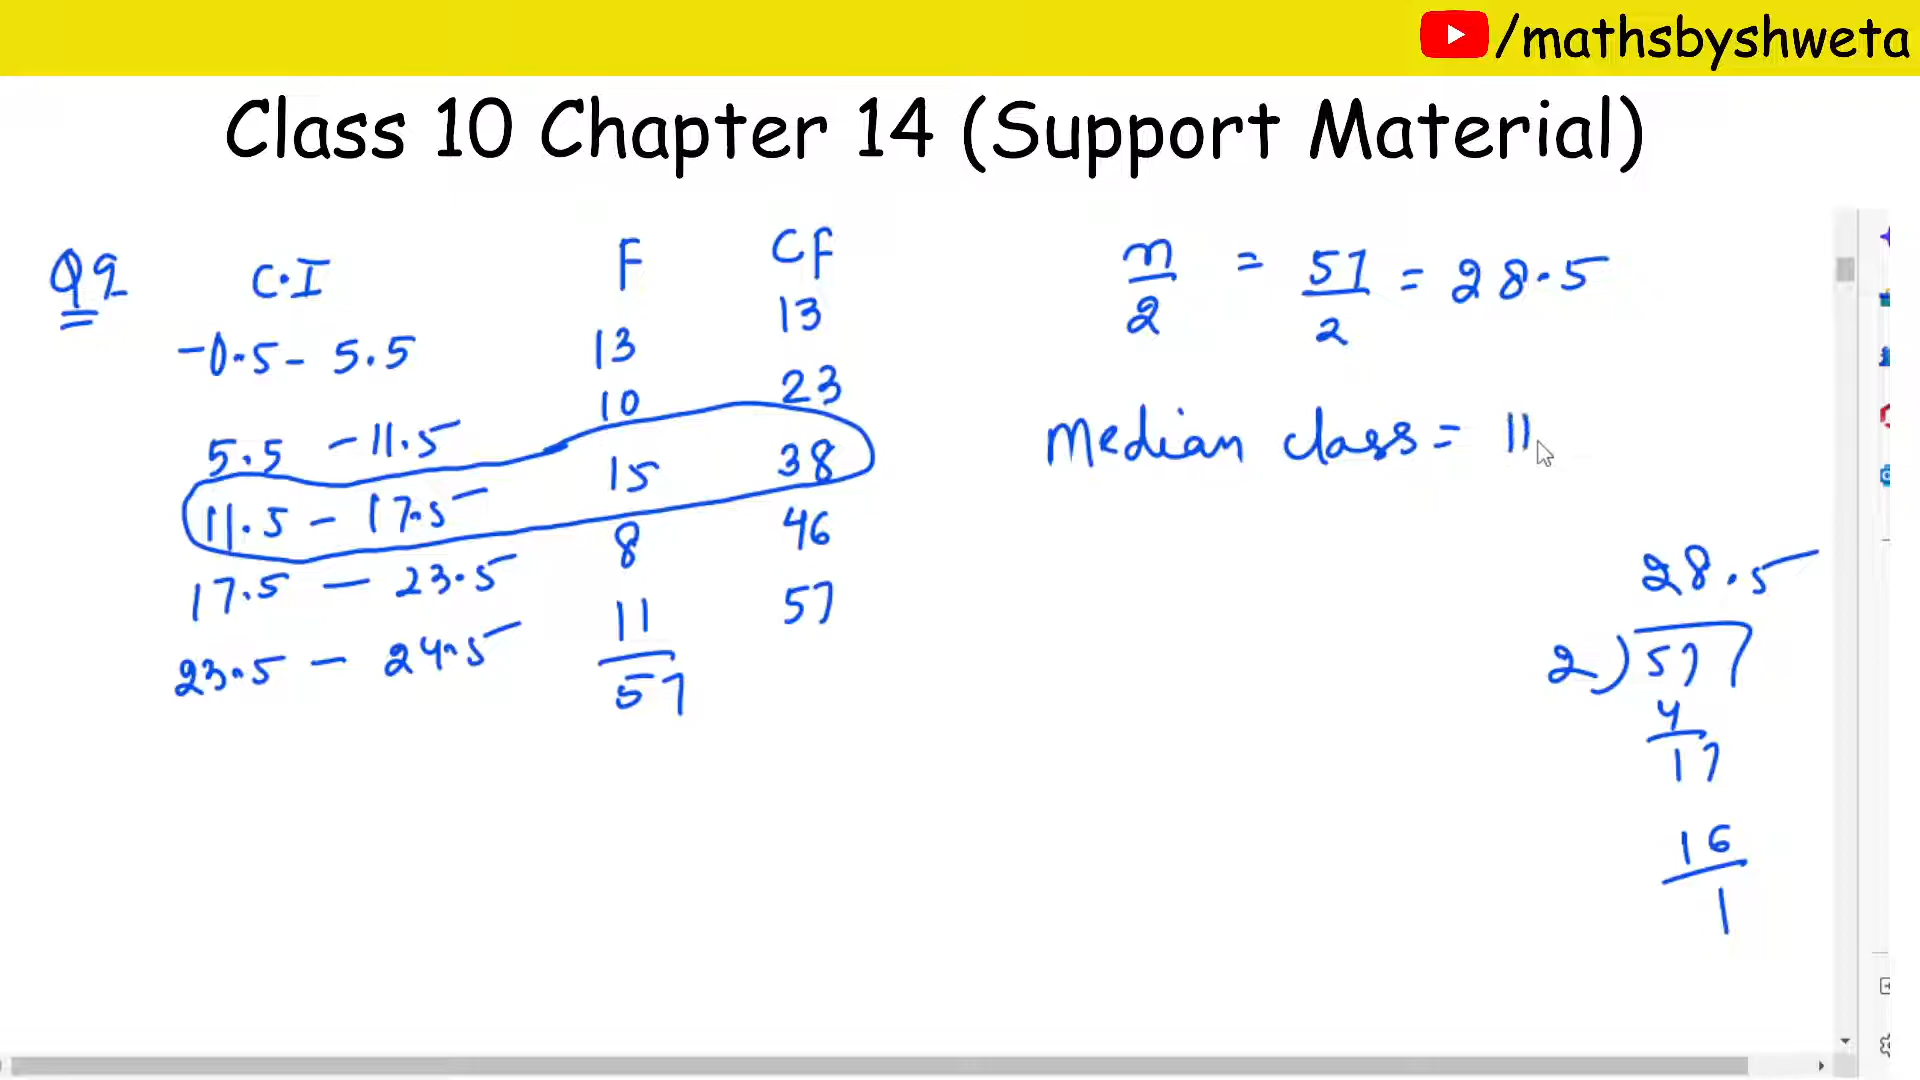 /mathsbyshweta
Class 10 Chapter 14 (Support Material)
Q9 C.I F Cf
-0.5 - 5.5 13 13
5.5 - 11.5 10 23
11.5 - 17.5 15 38
17.5 - 23.5 8 46
23.5 - 24.5 11 57
57
n/2 = 57/2 = 28.5
Median class = 11.
28.5
2) 57
4
17
16
1